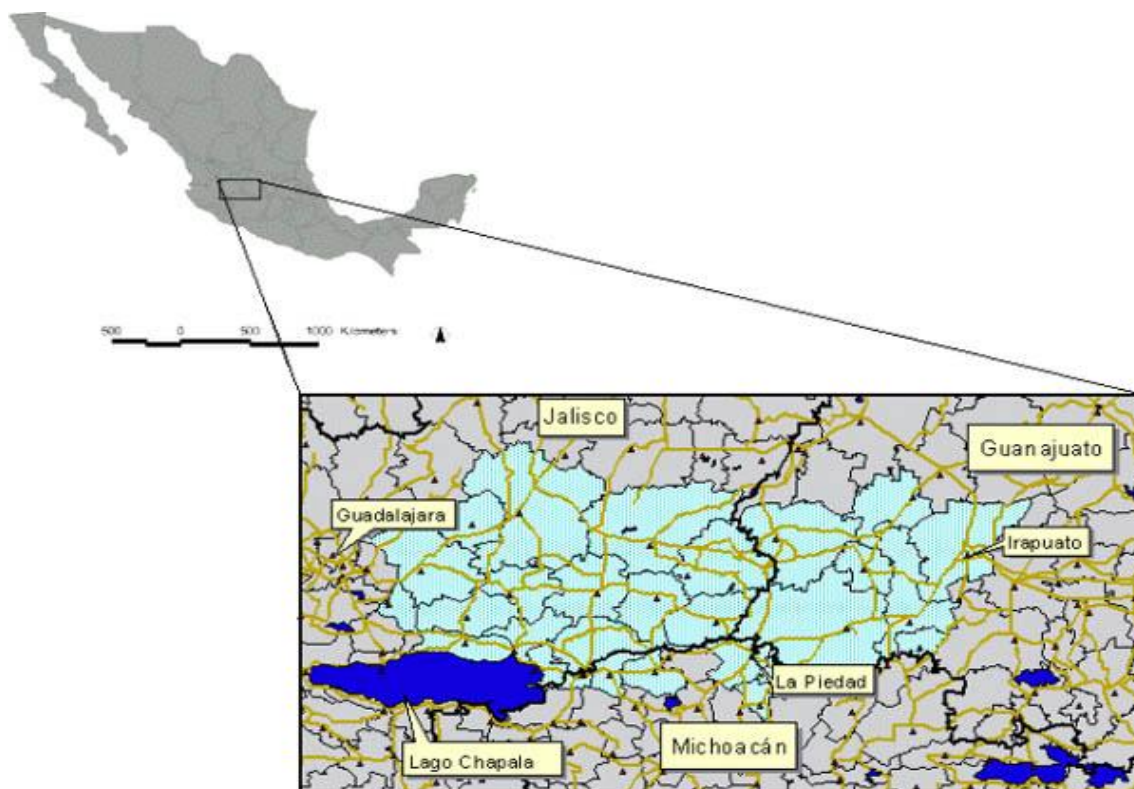 500 0 500 1000 Kilometers
Jalisco
Guanajuato
Guadalajara
Irapuato
La Piedad
Michoacán
Lago Chapala